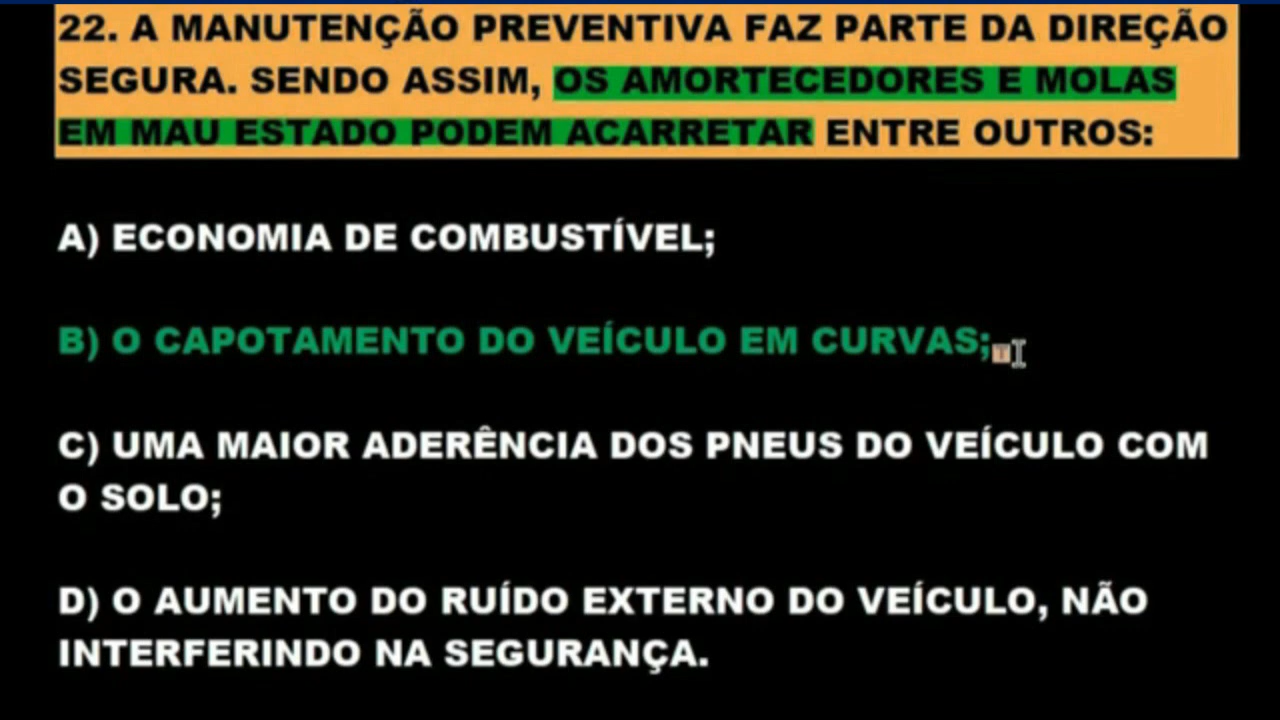 22. A MANUTENÇÃO PREVENTIVA FAZ PARTE DA DIREÇÃO
SEGURA. SENDO ASSIM, OS AMORTECEDORES E MOLAS
EM MAU ESTADO PODEM ACARRETAR ENTRE OUTROS:
A) ECONOMIA DE COMBUSTÍVEL;
B) O CAPOTAMENTO DO VEÍCULO EM CURVAS;
C) UMA MAIOR ADERÊNCIA DOS PNEUS DO VEÍCULO COM
O SOLO;
D) O AUMENTO DO RUÍDO EXTERNO DO VEÍCULO, NÃO
INTERFERINDO NA SEGURANÇA.